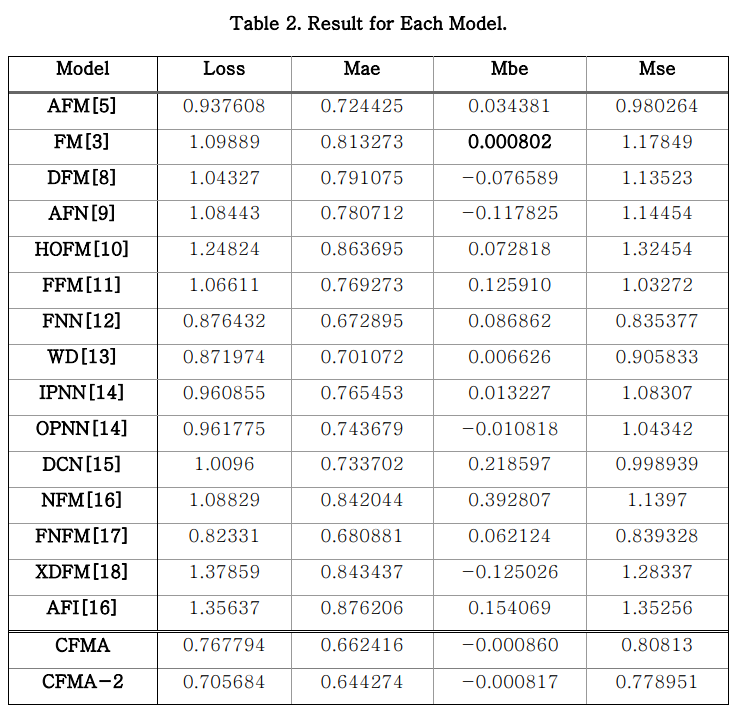 Table 2. Result for Each Model.
Model Loss Mae Mbe Mse
AFM[5] 0.937608 0.724425 0.034381 0.980264
FM[3] 1.09889 0.813273 0.000802 1.17849
DFM[8] 1.04327 0.791075 -0.076589 1.13523
AFN[9] 1.08443 0.780712 -0.117825 1.14454
HOFM[10] 1.24824 0.863695 0.072818 1.32454
FFM[11] 1.06611 0.769273 0.125910 1.03272
FNN[12] 0.876432 0.672895 0.086862 0.835377
WD[13] 0.871974 0.701072 0.006626 0.905833
IPNN[14] 0.960855 0.765453 0.013227 1.08307
OPNN[14] 0.961775 0.743679 -0.010818 1.04342
DCN[15] 1.0096 0.733702 0.218597 0.998939
NFM[16] 1.08829 0.842044 0.392807 1.1397
FNFM[17] 0.82331 0.680881 0.062124 0.839328
XDFM[18] 1.37859 0.843437 -0.125026 1.28337
AFI[16] 1.35637 0.876206 0.154069 1.35256
CFMA 0.767794 0.662416 -0.000860 0.80813
CFMA-2 0.705684 0.644274 -0.000817 0.778951